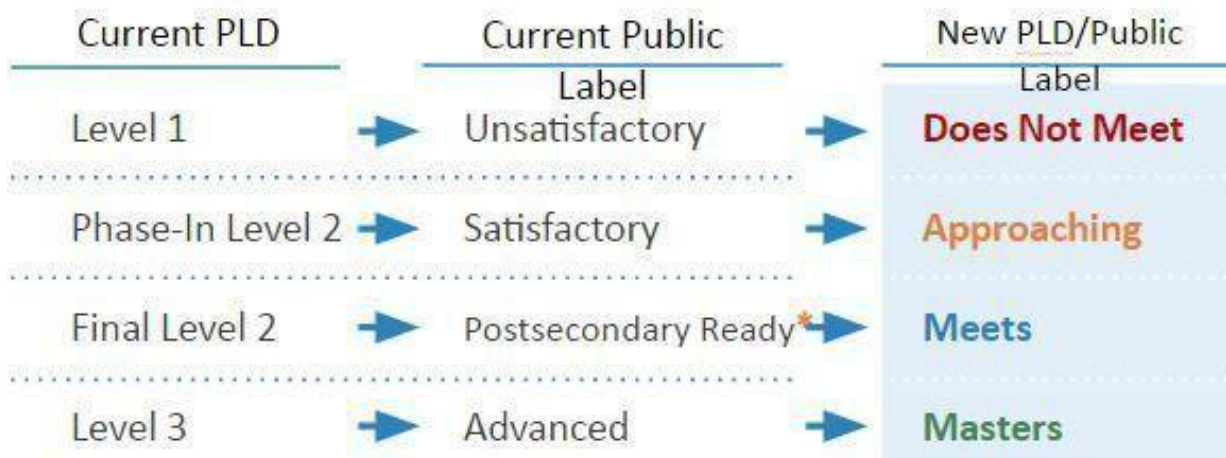 Current PLD Current Public Label New PLD/Public Label
Level 1 Unsatisfactory Does Not Meet
Phase-In Level 2 Satisfactory Approaching
Final Level 2 Postsecondary Ready* Meets
Level 3 Advanced Masters